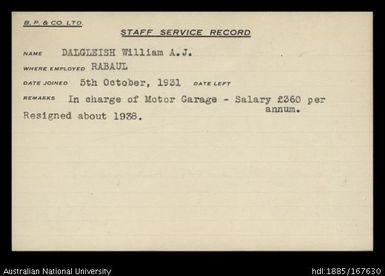 B. P. & CO. LTD.
STAFF SERVICE RECORD
NAME DALGLEISH William A.J.
WHERE EMPLOYED RABAUL
DATE JOINED 5th October, 1931 DATE LEFT
REMARKS In charge of Motor Garage - Salary £360 per
annum.
Resigned about 1938.
Australian National University
hdl:1885/167630